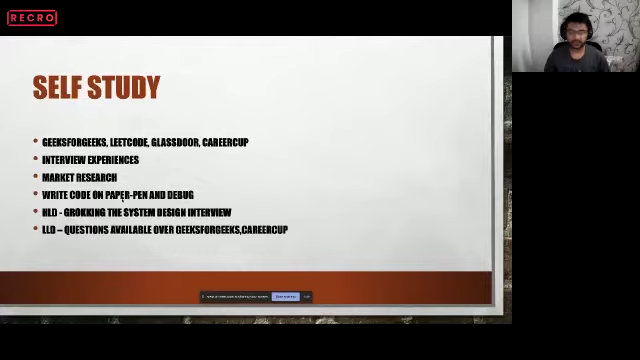 RECRO
SELF STUDY
• GEEKSFORGEEKS, LEETCODE, GLASSDOOR, CAREERCUP
• INTERVIEW EXPERIENCES
• MARKET RESEARCH
• WRITE CODE ON PAPER-PEN AND DEBUG
• HLD - GROKKING THE SYSTEM DESIGN INTERVIEW
• LLD – QUESTIONS AVAILABLE OVER GEEKSFORGEEKS,CAREERCUP